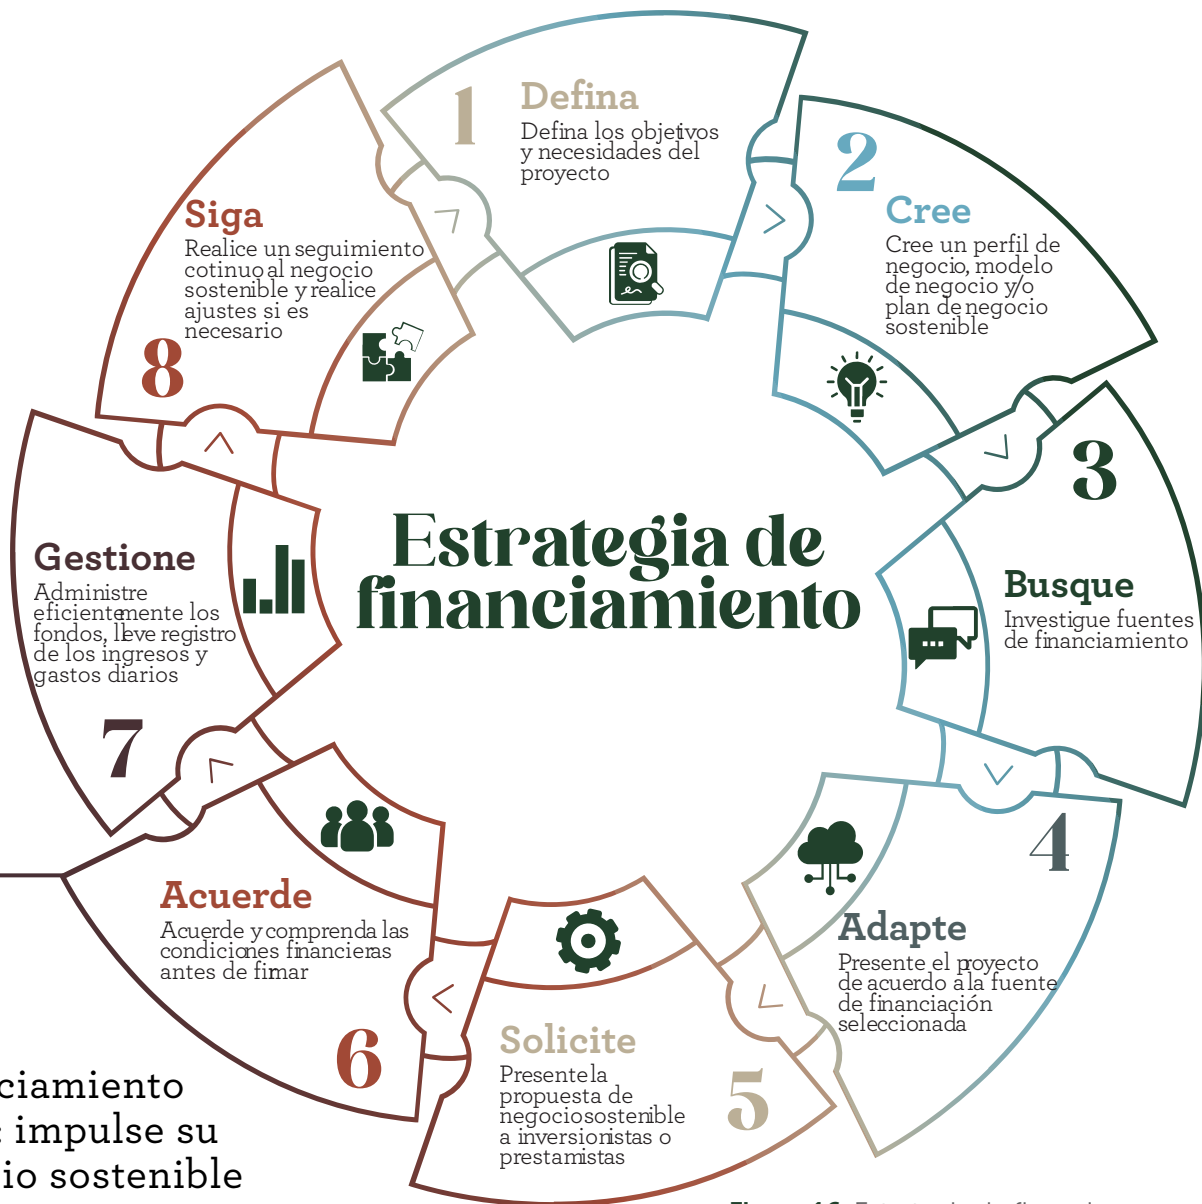 1
Defina
Defina los objetivos
y necesidades del
proyecto
2
Cree
Cree un perfil de
negocio, modelo
de negocio y/o
plan de negocio
sostenible
3
Busque
Investigue fuentes
de financiamiento
4
Adapte
Presente el proyecto
de acuerdo a la fuente
de financiación
seleccionada
5
Solicite
Presente la
propuesta de
negocio sostenible
a inversionistas o
prestamistas
6
Acuerde
Acuerde y comprenda las
condiciones financieras
antes de firmar
7
Gestione
Administre
eficientemente los
fondos, lleve registro
de los ingresos y
gastos diarios
8
Siga
Realice un seguimiento
cotinuo al negocio
sostenible y realice
ajustes si es
necesario
Estrategia de
financiamiento
nciamiento
: impulse su
io sostenible